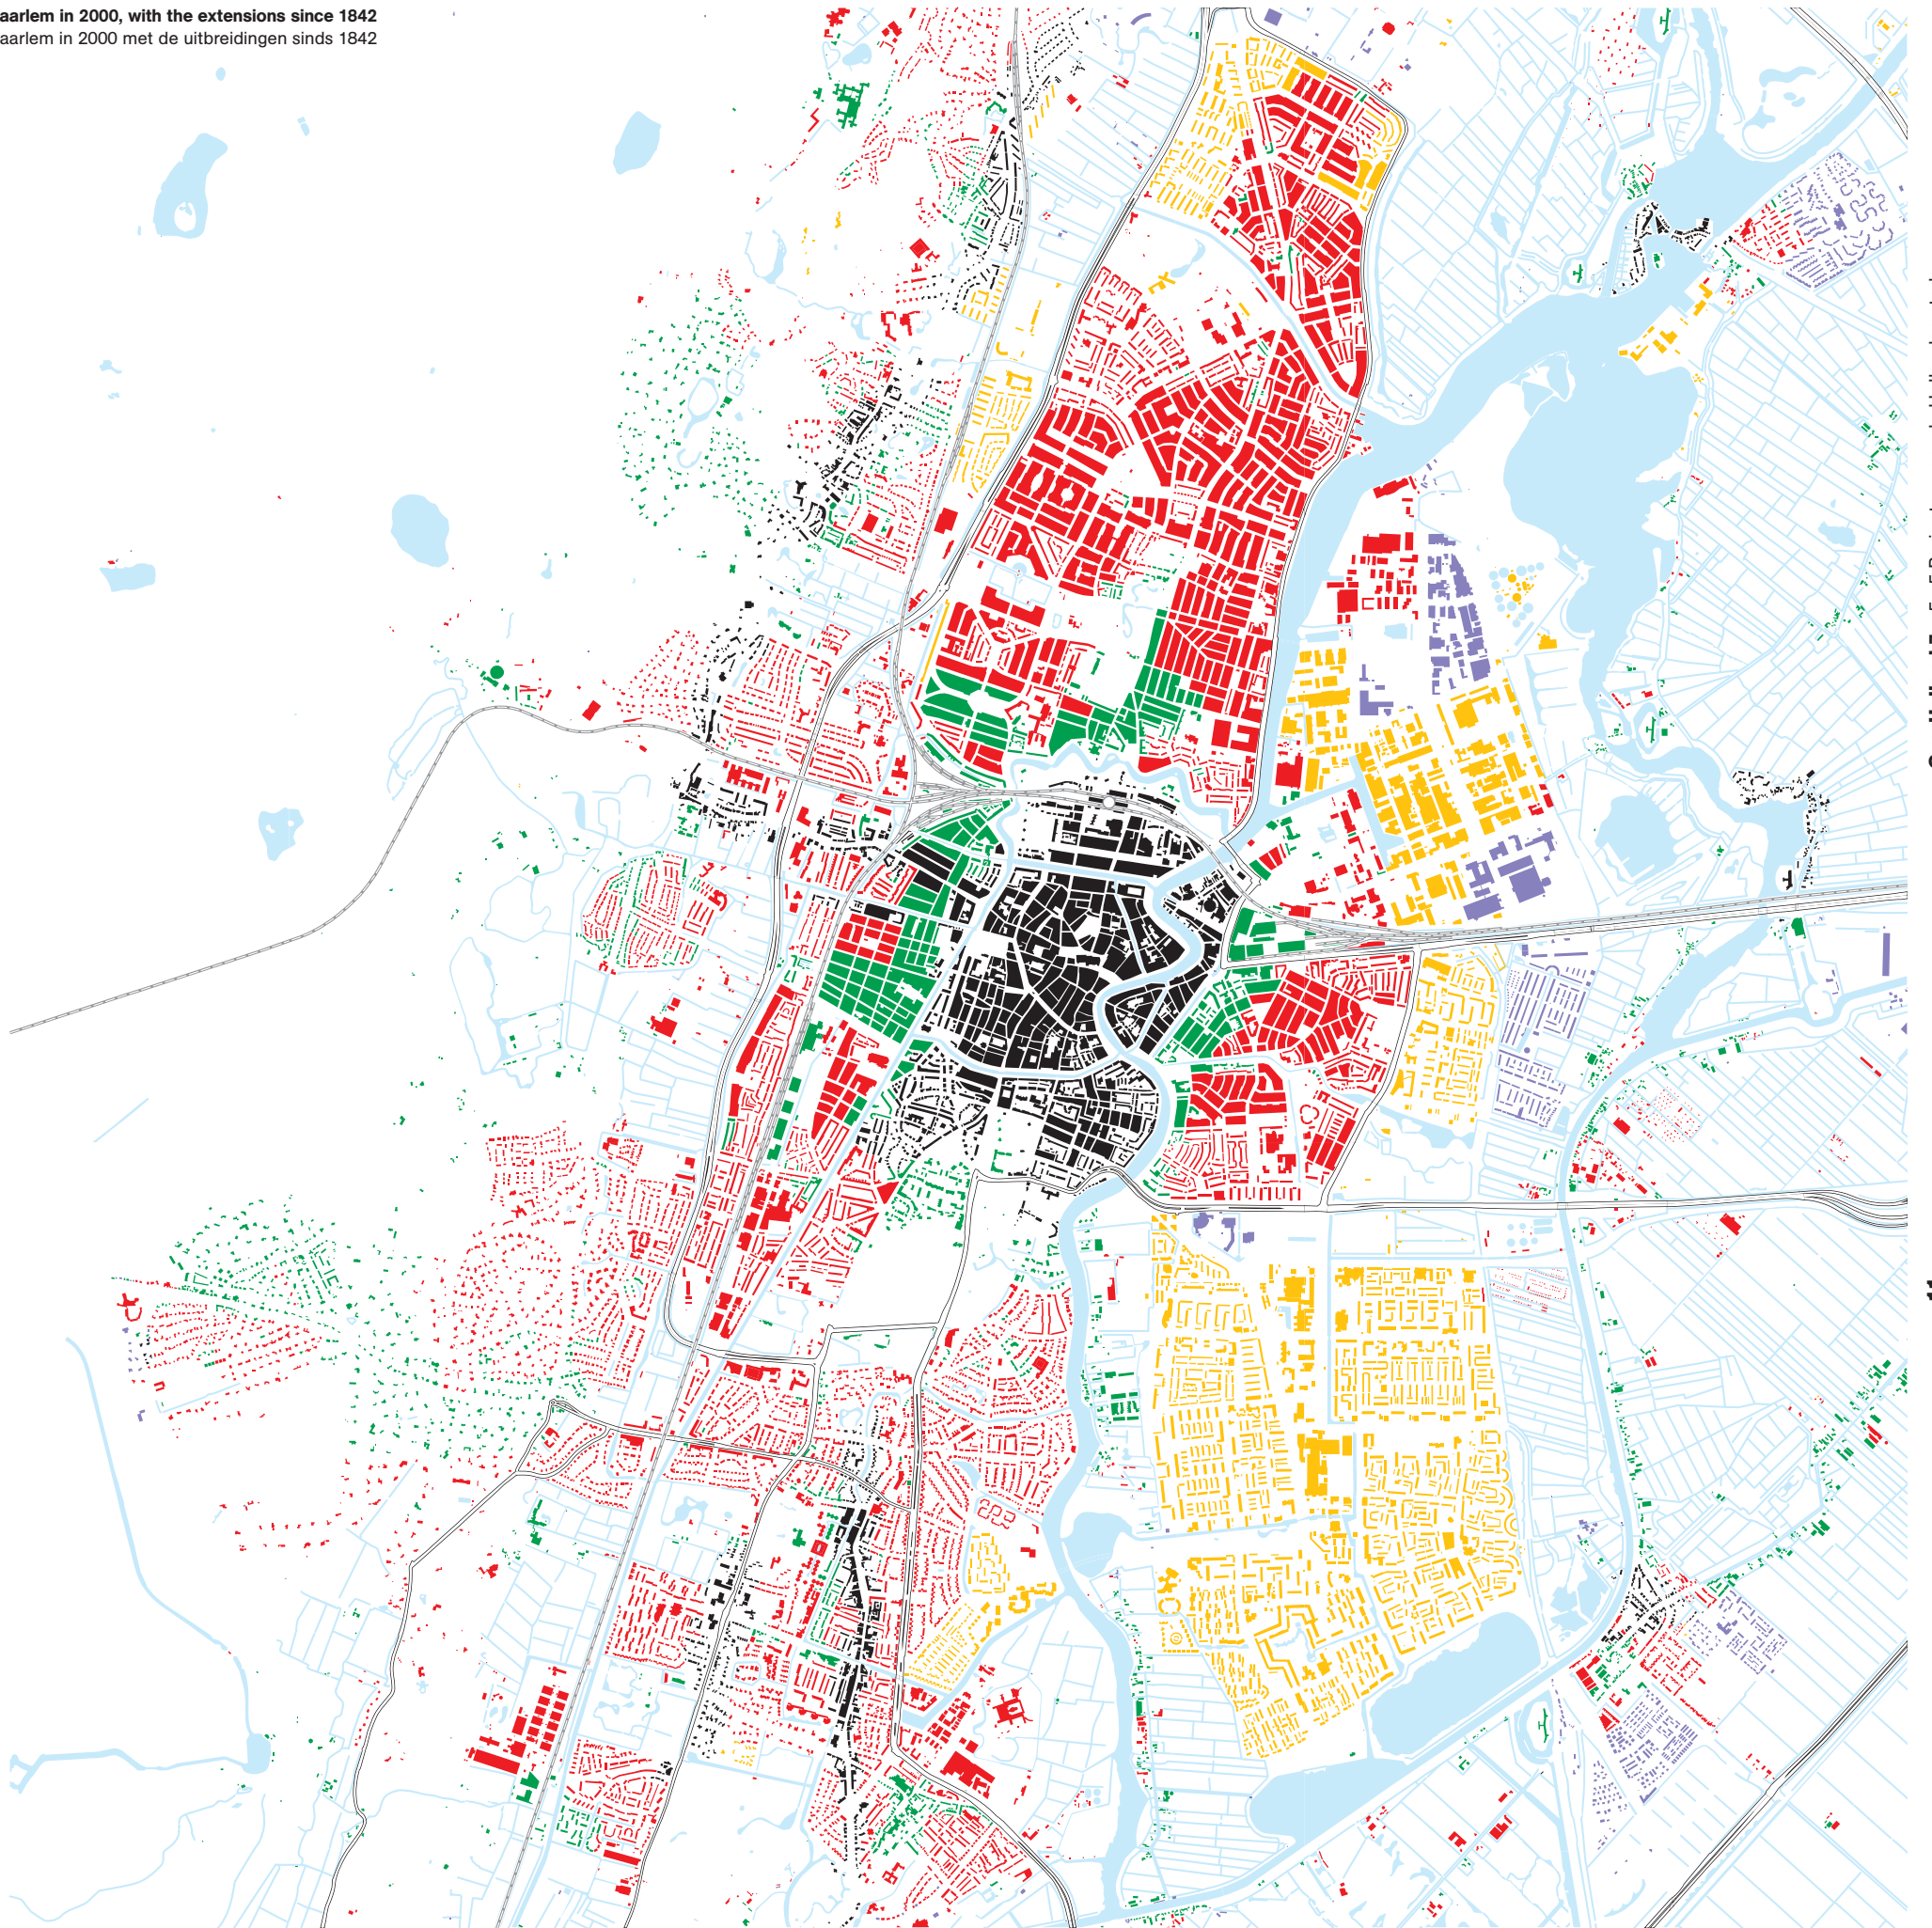 aarlem in 2000, with the extensions since 1842
aarlem in 2000 met de uitbreidingen sinds 1842